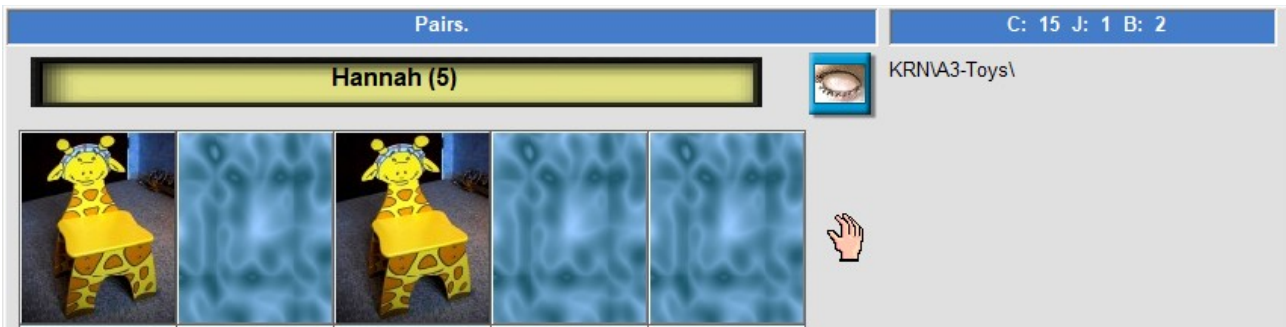 Pairs.
C: 15 J: 1 B: 2
Hannah (5)
KRN\A3-Toys\